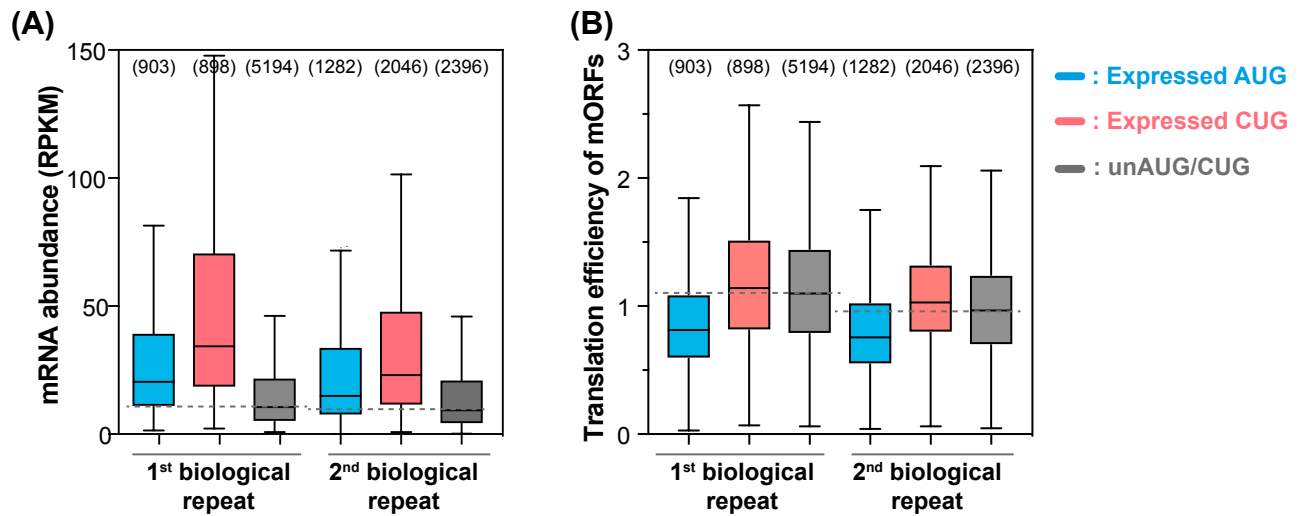 (A)
mRNA abundance (RPKM)
150
100
50
0
(903) (898) (5194) (1282) (2046) (2396)
1st biological
repeat
2nd biological
repeat
(B)
Translation efficiency of mORFs
3
2
1
0
(903) (898) (5194) (1282) (2046) (2396)
1st biological
repeat
2nd biological
repeat
: Expressed AUG
: Expressed CUG
: unAUG/CUG